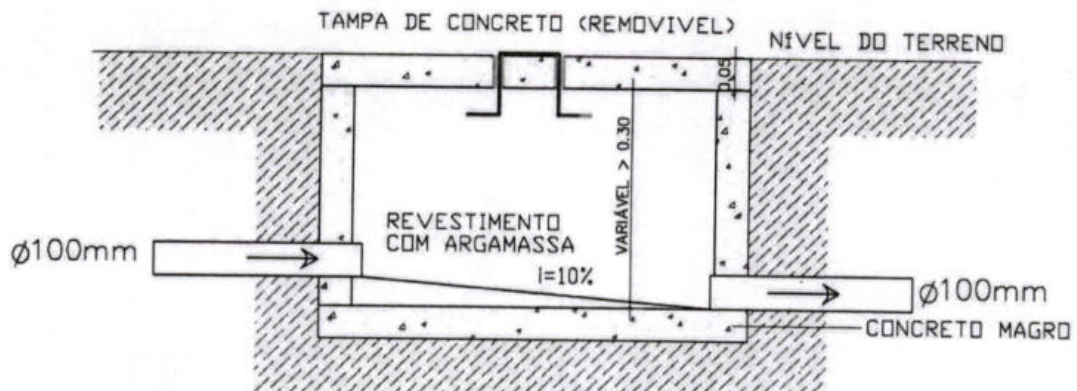 TAMPA DE CONCRETO (REMOVIVEL)
NÍVEL DO TERRENO
0.05
VARIÁVEL > 0.30
REVESTIMENTO
COM ARGAMASSA
i=10%
Ø100mm
Ø100mm
CONCRETO MAGRO